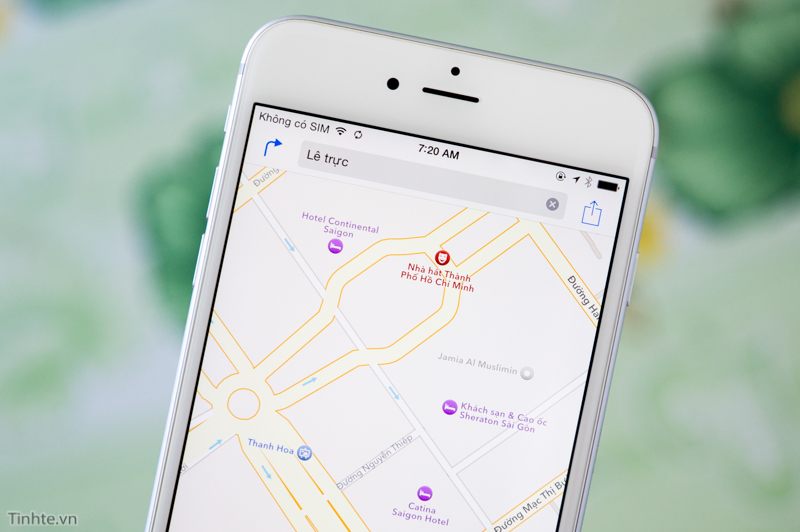 Không có SIM
7:20 AM
Lê trực
Đường
Hotel Continental
Saigon
Nhà hát Thành
Phố Hồ Chí Minh
Đường Ha
Jamia Al Muslimin
Khách sạn & Cao ốc
Sheraton Sài Gòn
Thanh Hoa
Đường Nguyễn Thiệp
Catina
Saigon Hotel
Đường Mạc Thị Bư
Tinhte.vn